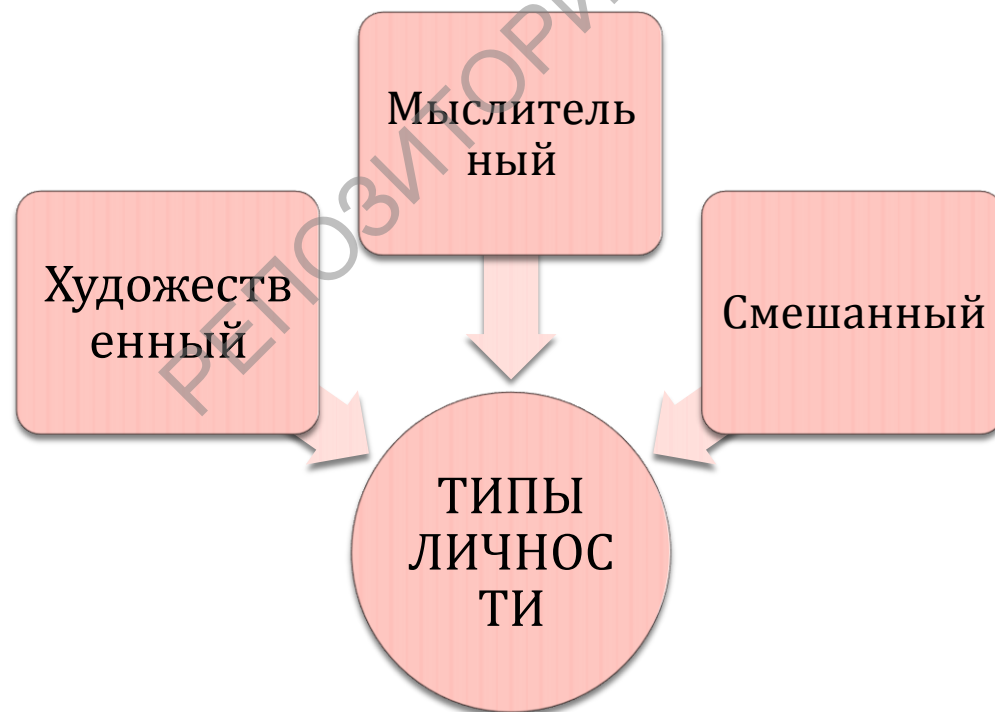 Мыслитель
ный
Художеств
енный
Смешанный
ТИПЫ
ЛИЧНОС
ТИ